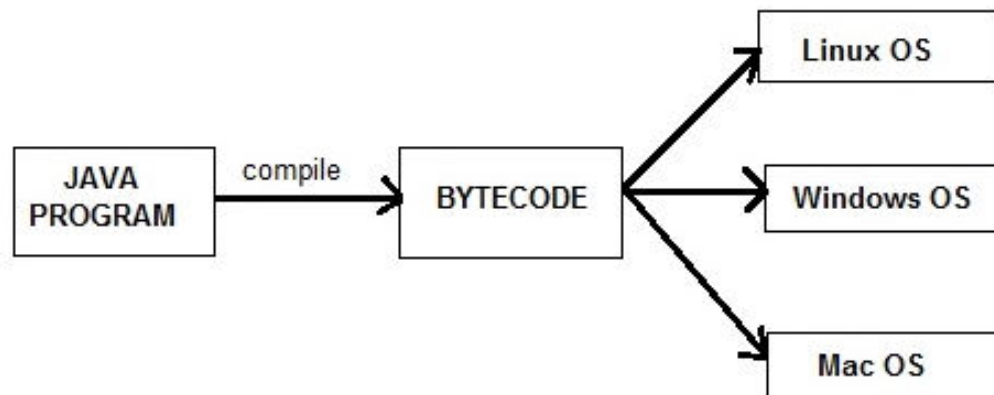 JAVA
PROGRAM
compile
BYTECODE
Linux OS
Windows OS
Mac OS